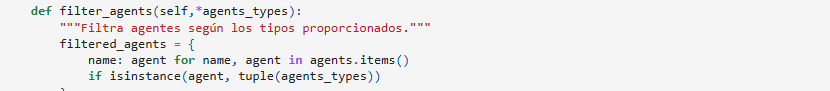 def filter_agents(self,*agents_types):
"""Filtra agentes según los tipos proporcionados."""
filtered_agents = {
name: agent for name, agent in agents.items()
if isinstance(agent, tuple(agents_types))
}